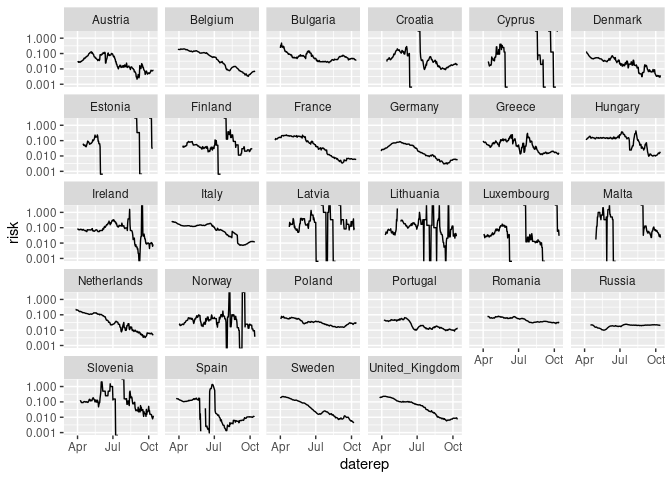 Austria Belgium Bulgaria Croatia Cyprus Denmark
1.000
0.100
0.010
0.001
Estonia Finland France Germany Greece Hungary
1.000
0.100
0.010
0.001
Ireland Italy Latvia Lithuania Luxembourg Malta
1.000
0.100
0.010
0.001
risk
Netherlands Norway Poland Portugal Romania Russia
1.000
0.100
0.010
0.001
Apr Jul Oct Apr Jul Oct
Slovenia Spain Sweden United_Kingdom
1.000
0.100
0.010
0.001
Apr Jul Oct Apr Jul Oct Apr Jul Oct Apr Jul Oct
daterep